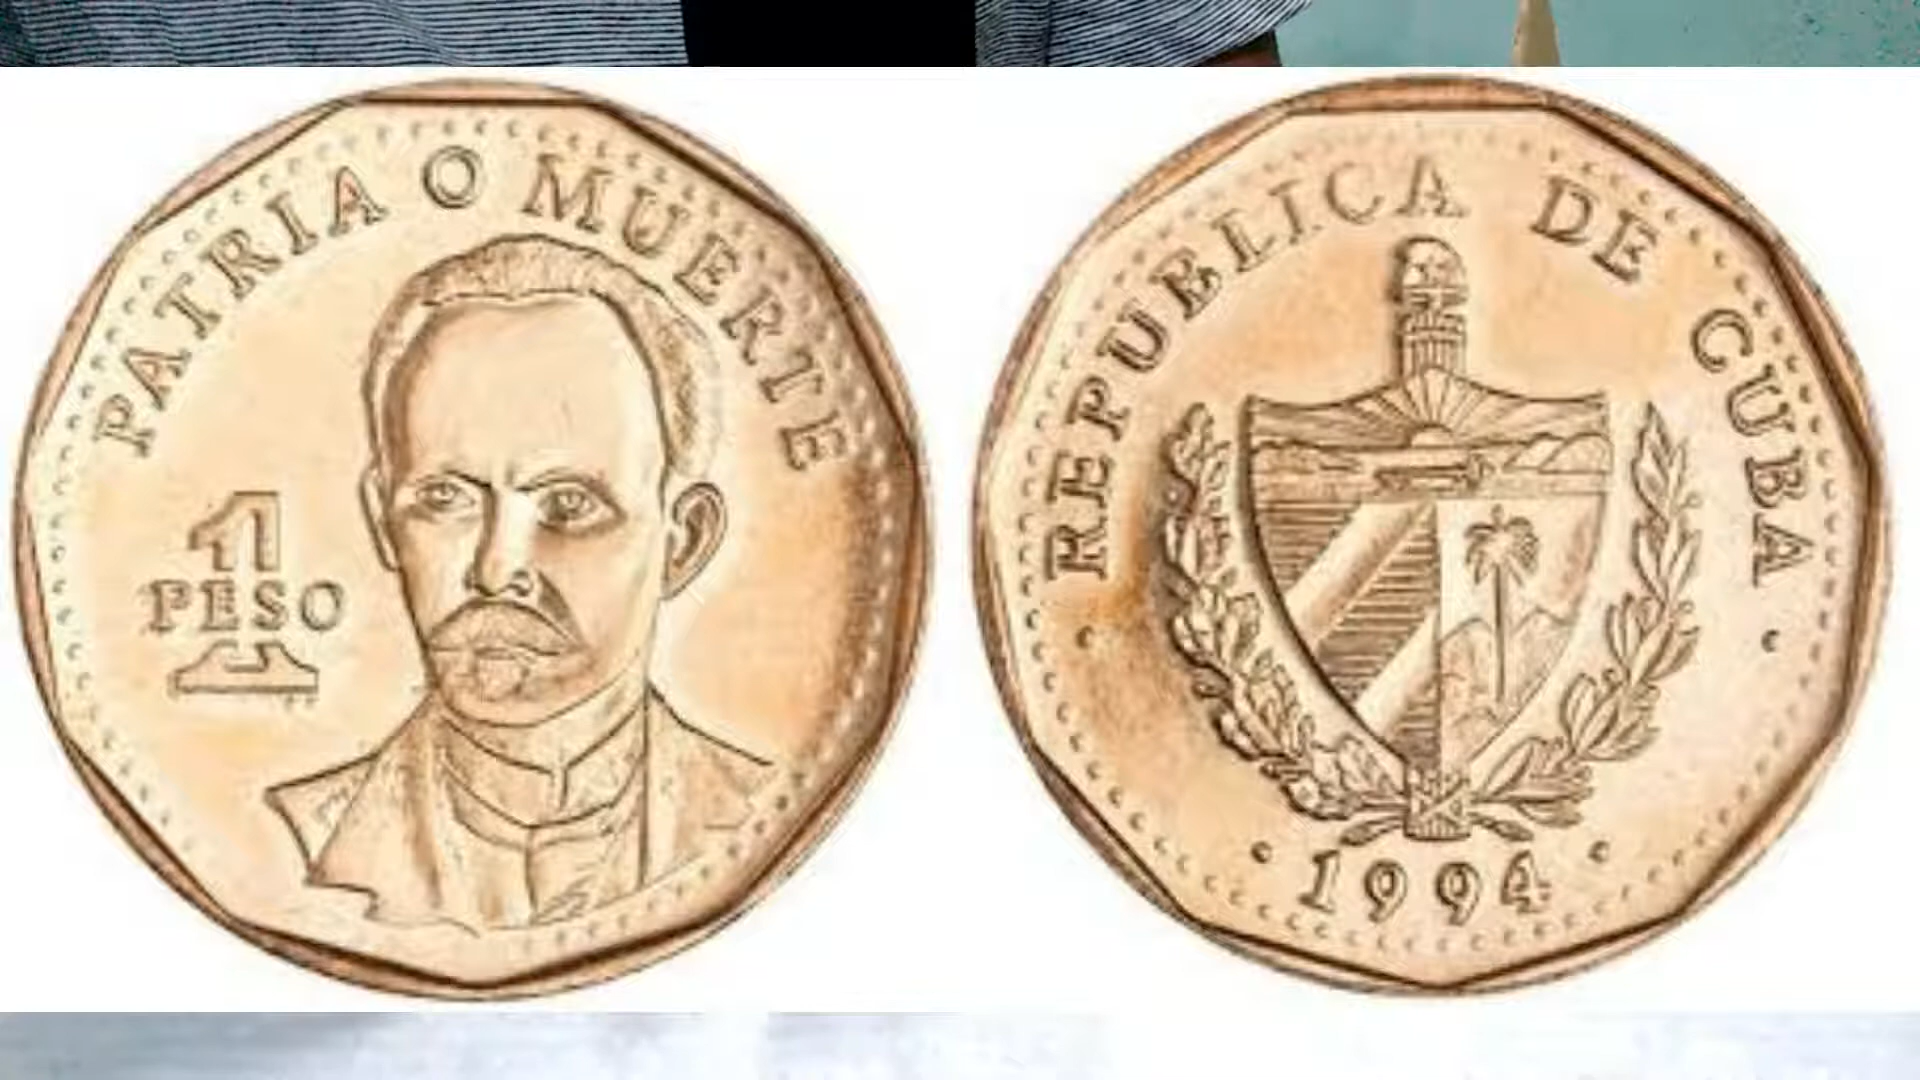 PATRIA O MUERTE
1
PESO
REPUBLICA DE CUBA
1994